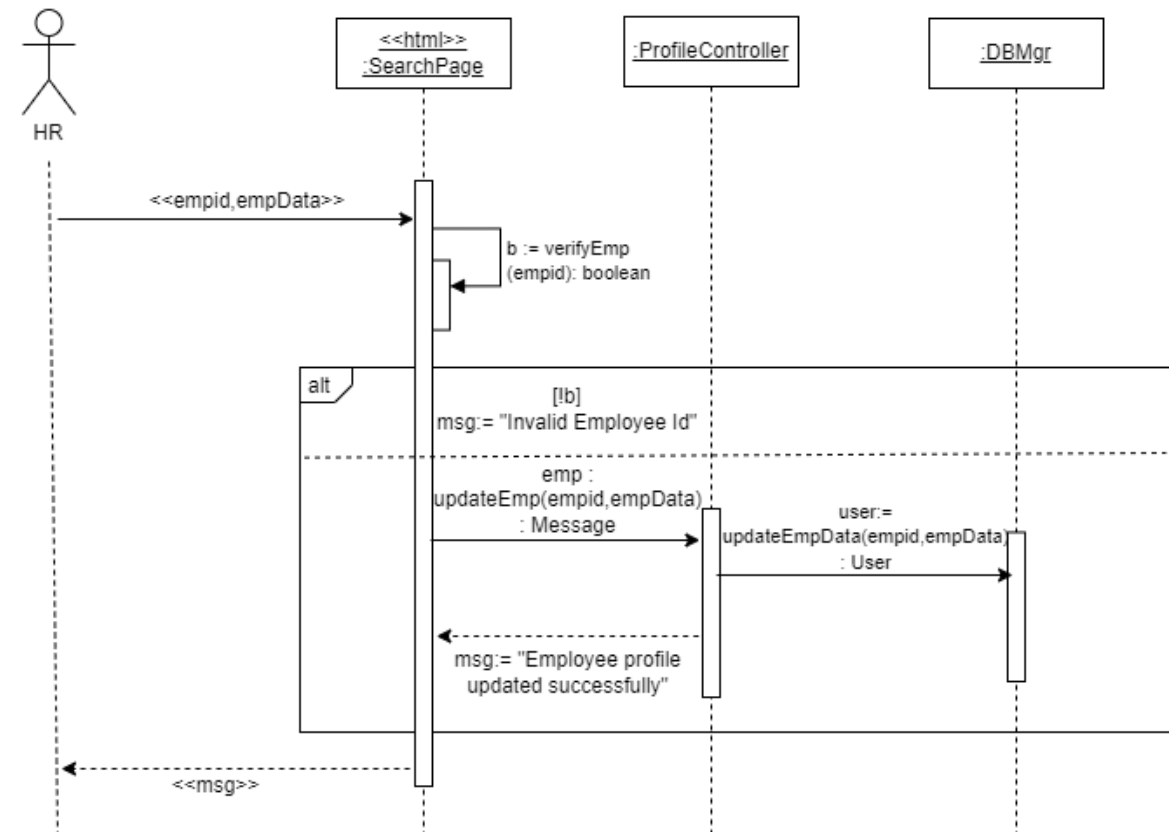 <<html>>
:SearchPage
:ProfileController
:DBMgr
HR
<<empid,empData>>
b := verifyEmp
(empid): boolean
alt
[!b]
msg:= "Invalid Employee Id"
emp :
updateEmp(empid,empData)
: Message
user:=
updateEmpData(empid,empData)
: User
msg:= "Employee profile
updated successfully"
<<msg>>